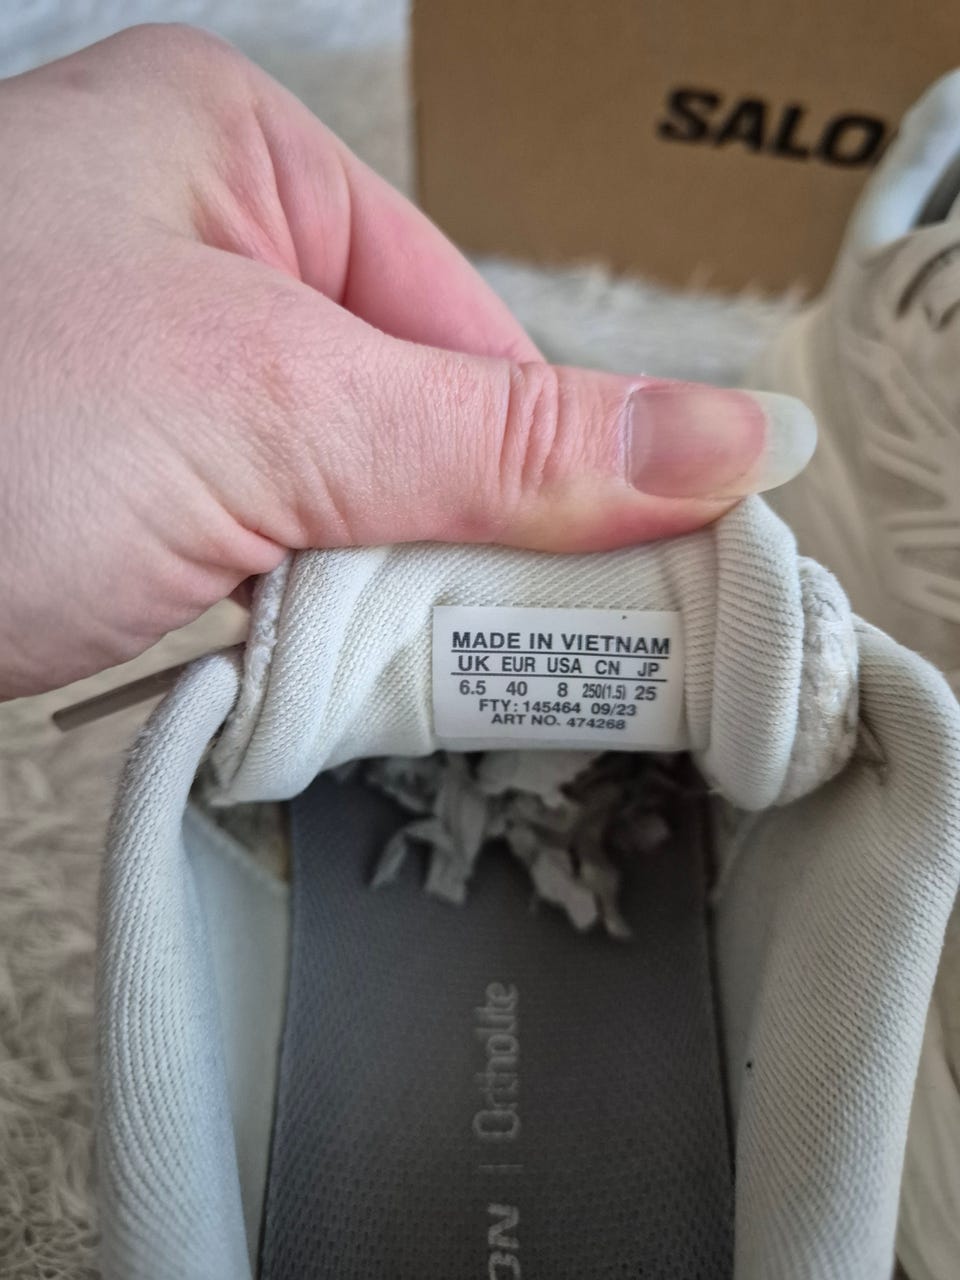 SALO
MADE IN VIETNAM
UK EUR USA CN JP
6.5 40 8 250(1.5) 25
FTY: 145464 09/23
ART NO. 474268
Ortholite